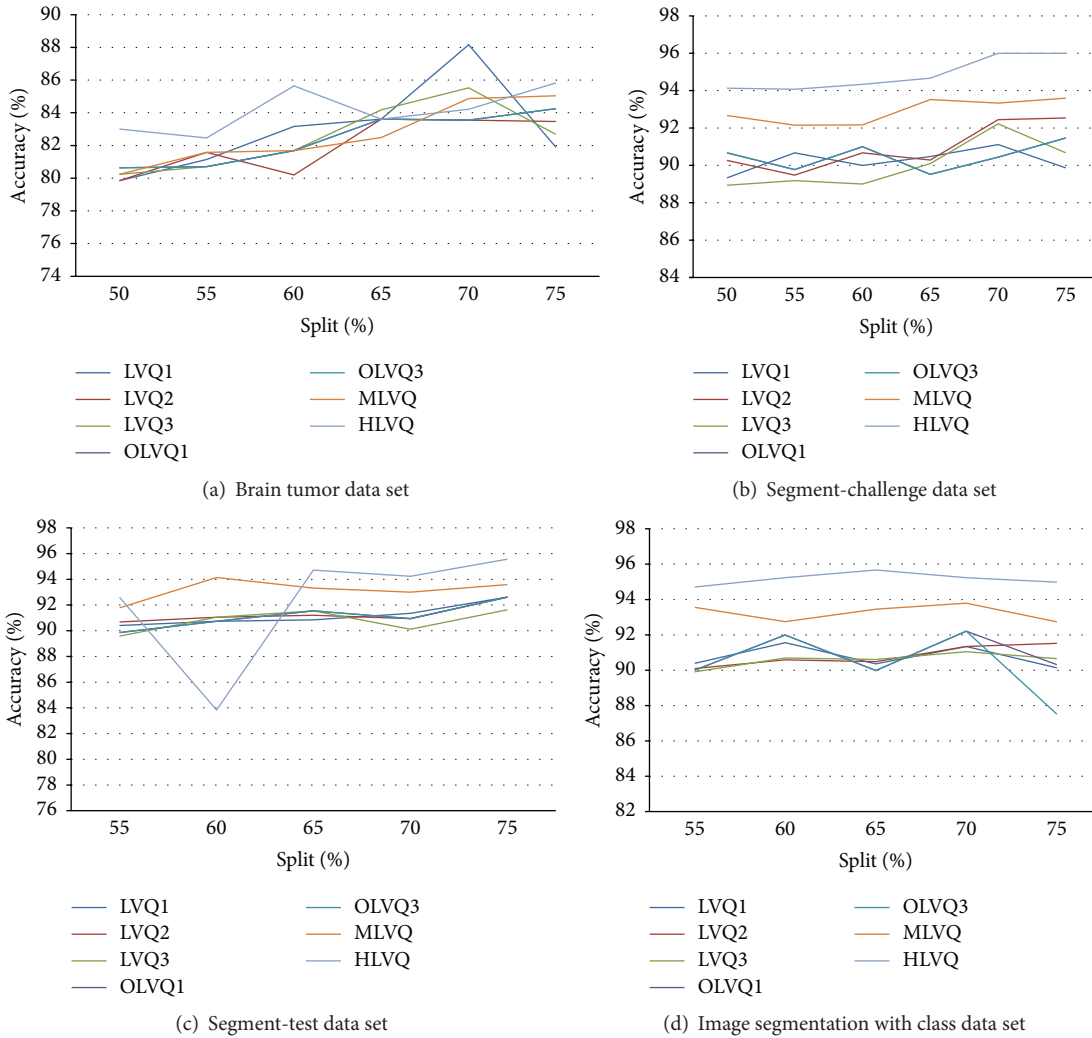 90
88
86
84
82
80
78
76
74
Accuracy (%)
50 55 60 65 70 75
Split (%)
LVQ1 OLVQ3
LVQ2 MLVQ
LVQ3 HLVQ
OLVQ1
(a) Brain tumor data set
98
96
94
92
90
88
86
84
Accuracy (%)
50 55 60 65 70 75
Split (%)
LVQ1 OLVQ3
LVQ2 MLVQ
LVQ3 HLVQ
OLVQ1
(b) Segment-challenge data set
98
96
94
92
90
88
86
84
82
80
78
76
Accuracy (%)
55 60 65 70 75
Split (%)
LVQ1 OLVQ3
LVQ2 MLVQ
LVQ3 HLVQ
OLVQ1
(c) Segment-test data set
98
96
94
92
90
88
86
84
82
Accuracy (%)
55 60 65 70 75
Split (%)
LVQ1 OLVQ3
LVQ2 MLVQ
LVQ3 HLVQ
OLVQ1
(d) Image segmentation with class data set